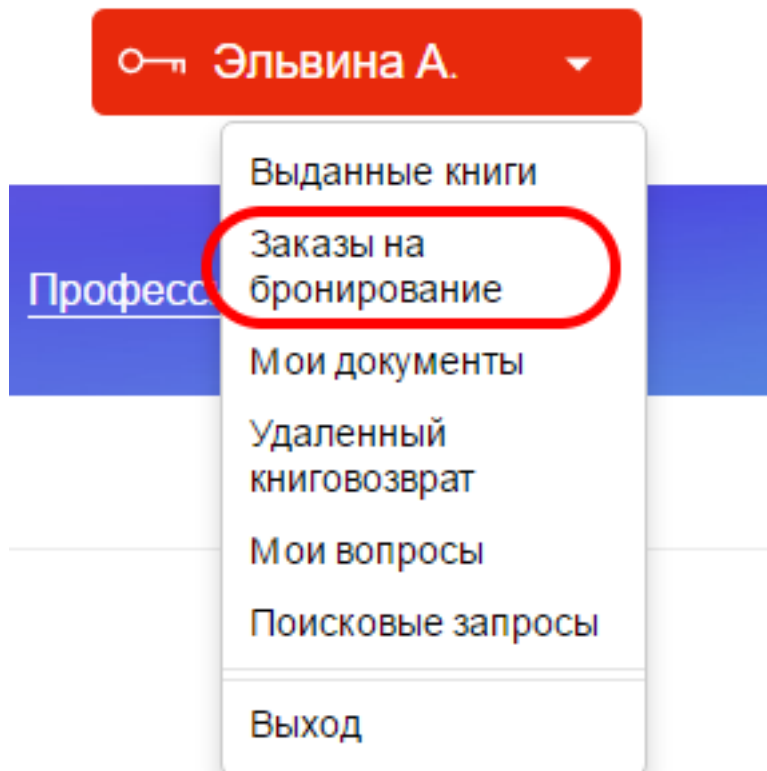 Эльвина А.
Выданные книги
Заказы на
бронирование
Мои документы
Удаленный
книговозврат
Мои вопросы
Поисковые запросы
Выход